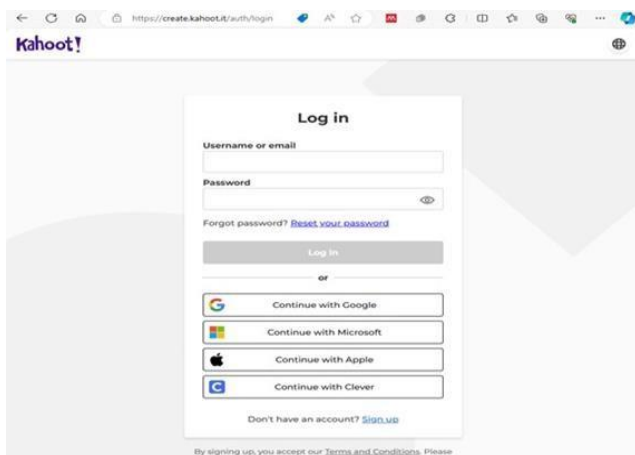 https://create.kahoot.it/auth/login
Kahoot!
Log in
Username or email
Password
Forgot password? Reset your password
Log in
or
Continue with Google
Continue with Microsoft
Continue with Apple
Continue with Clever
Don't have an account? Sign up
By signing up, you accept our Terms and Conditions. Please